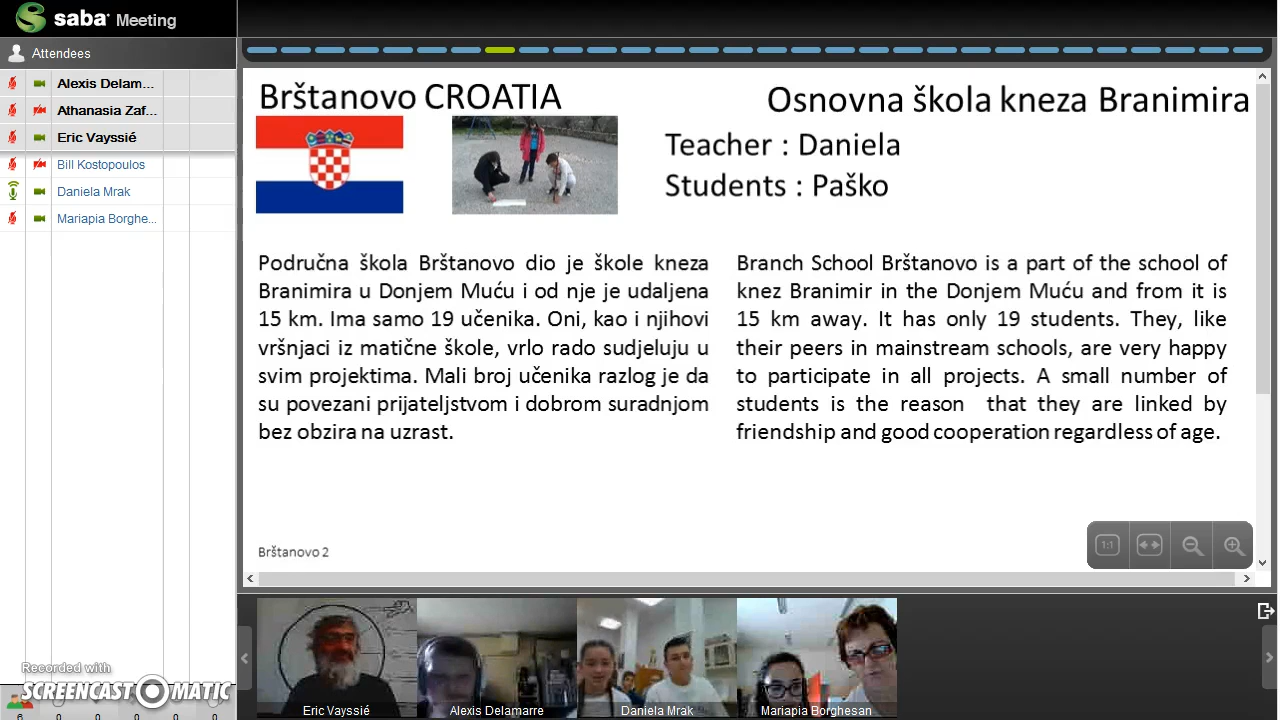 saba Meeting
Attendees
Alexis Delam...
Athanasia Zaf...
Eric Vayssié
Bill Kostopoulos
Daniela Mrak
Mariapia Borghe...
Brštanovo CROATIA
Osnovna škola kneza Branimira
Teacher : Daniela
Students : Paško
Područna škola Brštanovo dio je škole kneza
Branimira u Donjem Muću i od nje je udaljena
15 km. Ima samo 19 učenika. Oni, kao i njihovi
vršnjaci iz matične škole, vrlo rado sudjeluju u
svim projektima. Mali broj učenika razlog je da
su povezani prijateljstvom i dobrom suradnjom
bez obzira na uzrast.
Branch School Brštanovo is a part of the school of
knez Branimir in the Donjem Muću and from it is
15 km away. It has only 19 students. They, like
their peers in mainstream schools, are very happy
to participate in all projects. A small number of
students is the reason that they are linked by
friendship and good cooperation regardless of age.
Brštanovo 2
1:1
Eric Vayssié
Alexis Delamarre
Daniela Mrak
Mariapia Borghesan
Recorded with
SCREENCAST MATIC
6 0 0 0 0 0